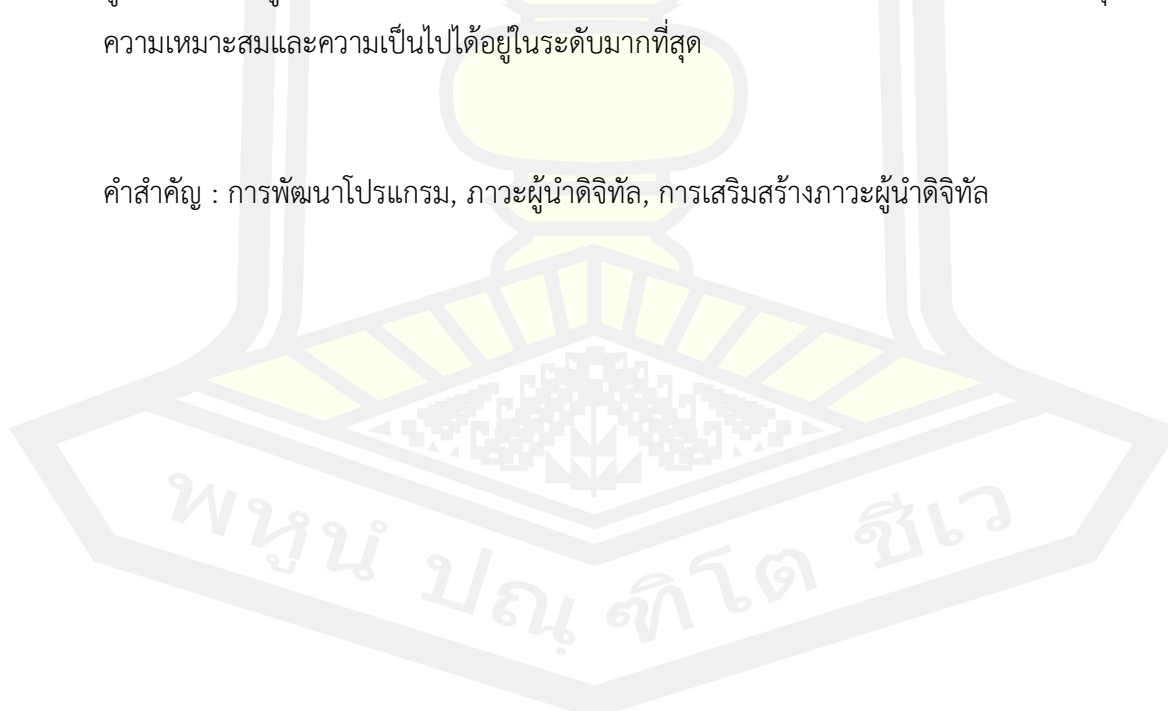 ความเหมาะสมและความเป็นไปได้อยู่ในระดับมากที่สุด
คำสำคัญ : การพัฒนาโปรแกรม, ภาวะผู้นำดิจิทัล, การเสริมสร้างภาวะผู้นำดิจิทัล
พหูนํ ปณฺฑิโต ชีเว